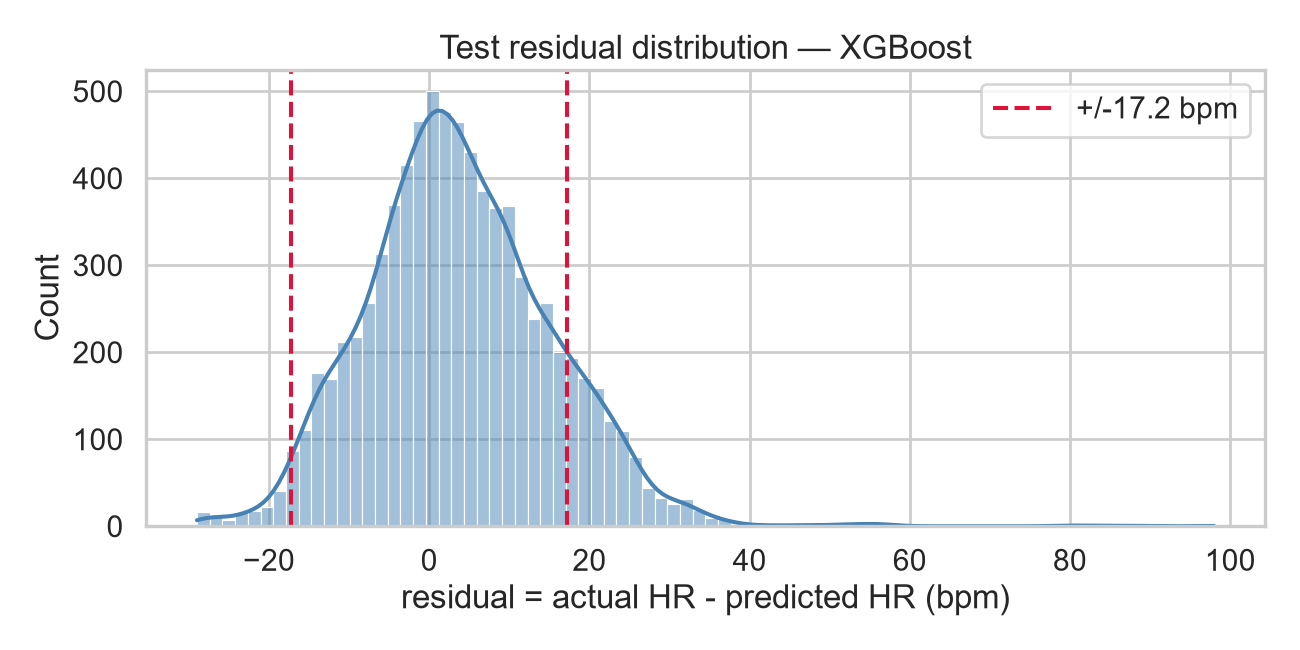 Test residual distribution — XGBoost
+/-17.2 bpm
500
400
300
200
100
0
Count
−20 0 20 40 60 80 100
residual = actual HR - predicted HR (bpm)